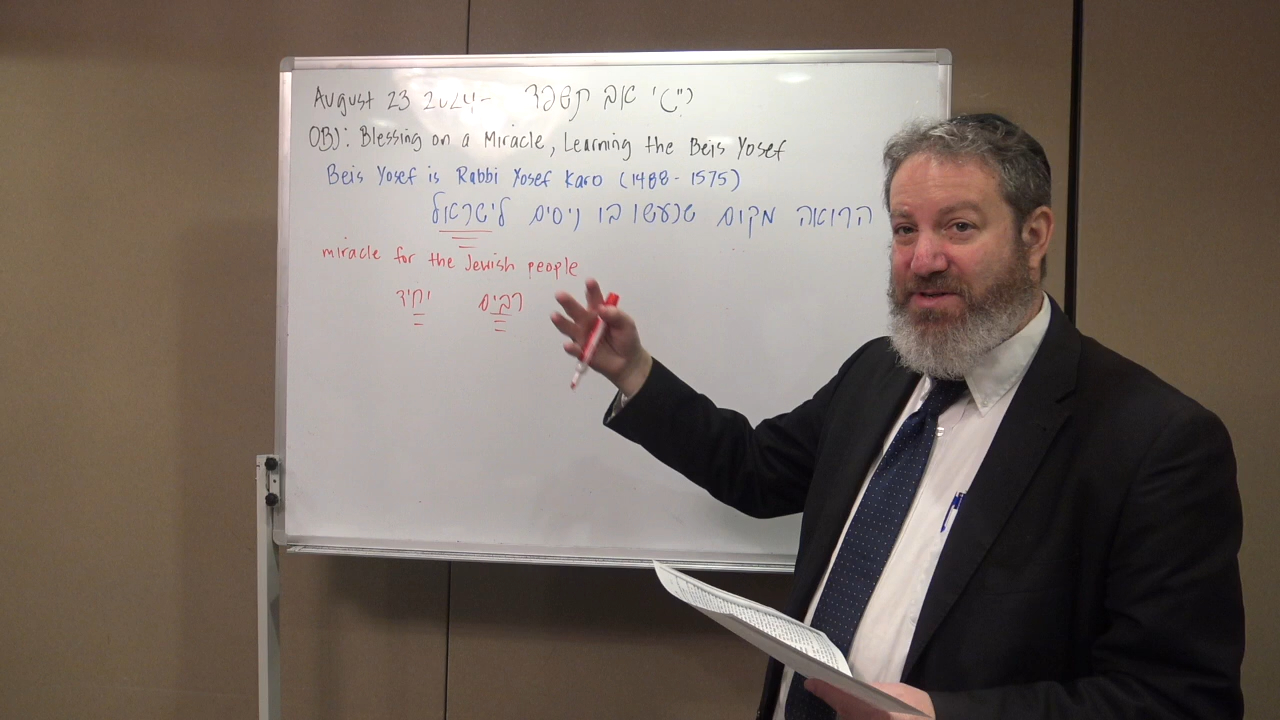 August 23 2024 - י"ט אב תשפד
OBJ: Blessing on a Miracle, Learning the Beis Yosef
Beis Yosef is Rabbi Yosef Karo (1488-1575)
הרואה מקום שנעשו בו ניסים לישראל
miracle for the Jewish people
רבים יחיד